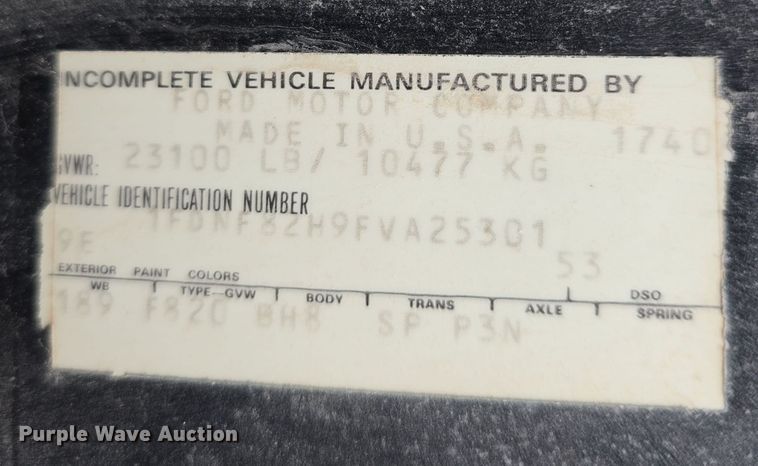 INCOMPLETE VEHICLE MANUFACTURED BY
FORD MOTOR COMPANY
MADE IN U.S.A. 1740
GVWR: 23100 LB/ 10477 KG
VEHICLE IDENTIFICATION NUMBER
1FDNF82H9FVA25301
9E 53
EXTERIOR PAINT COLORS DSO
WB TYPE-GVW BODY TRANS AXLE SPRING
189 F820 BH8 SP P3N
Purple Wave Auction